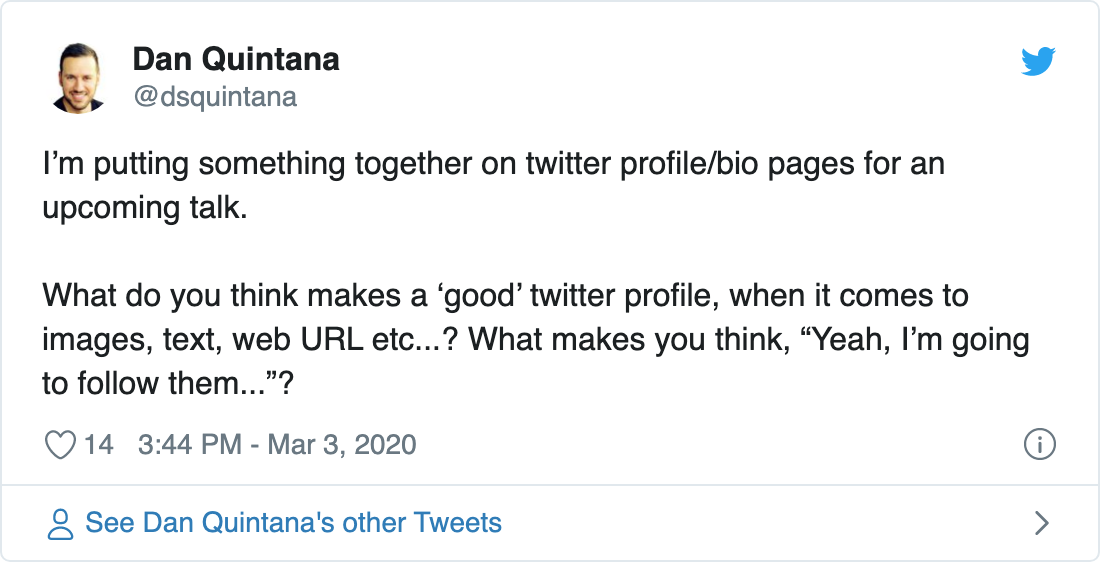 Dan Quintana
@dsquintana
I’m putting something together on twitter profile/bio pages for an
upcoming talk.
What do you think makes a ‘good’ twitter profile, when it comes to
images, text, web URL etc...? What makes you think, “Yeah, I’m going
to follow them...”?
14 3:44 PM - Mar 3, 2020
See Dan Quintana's other Tweets